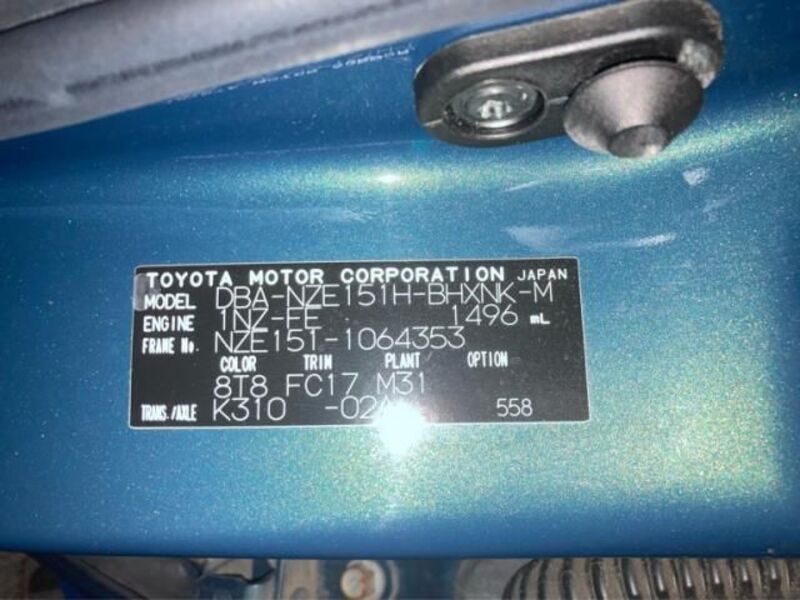 TOYOTA MOTOR CORPORATION JAPAN
MODEL DBA-NZE151H-BHXNK-M
ENGINE 1NZ-FE 1496 mL
FRAME No. NZE151-1064353
COLOR TRIM PLANT OPTION
8T8 FC17 M31
TRANS./AXLE K310 558